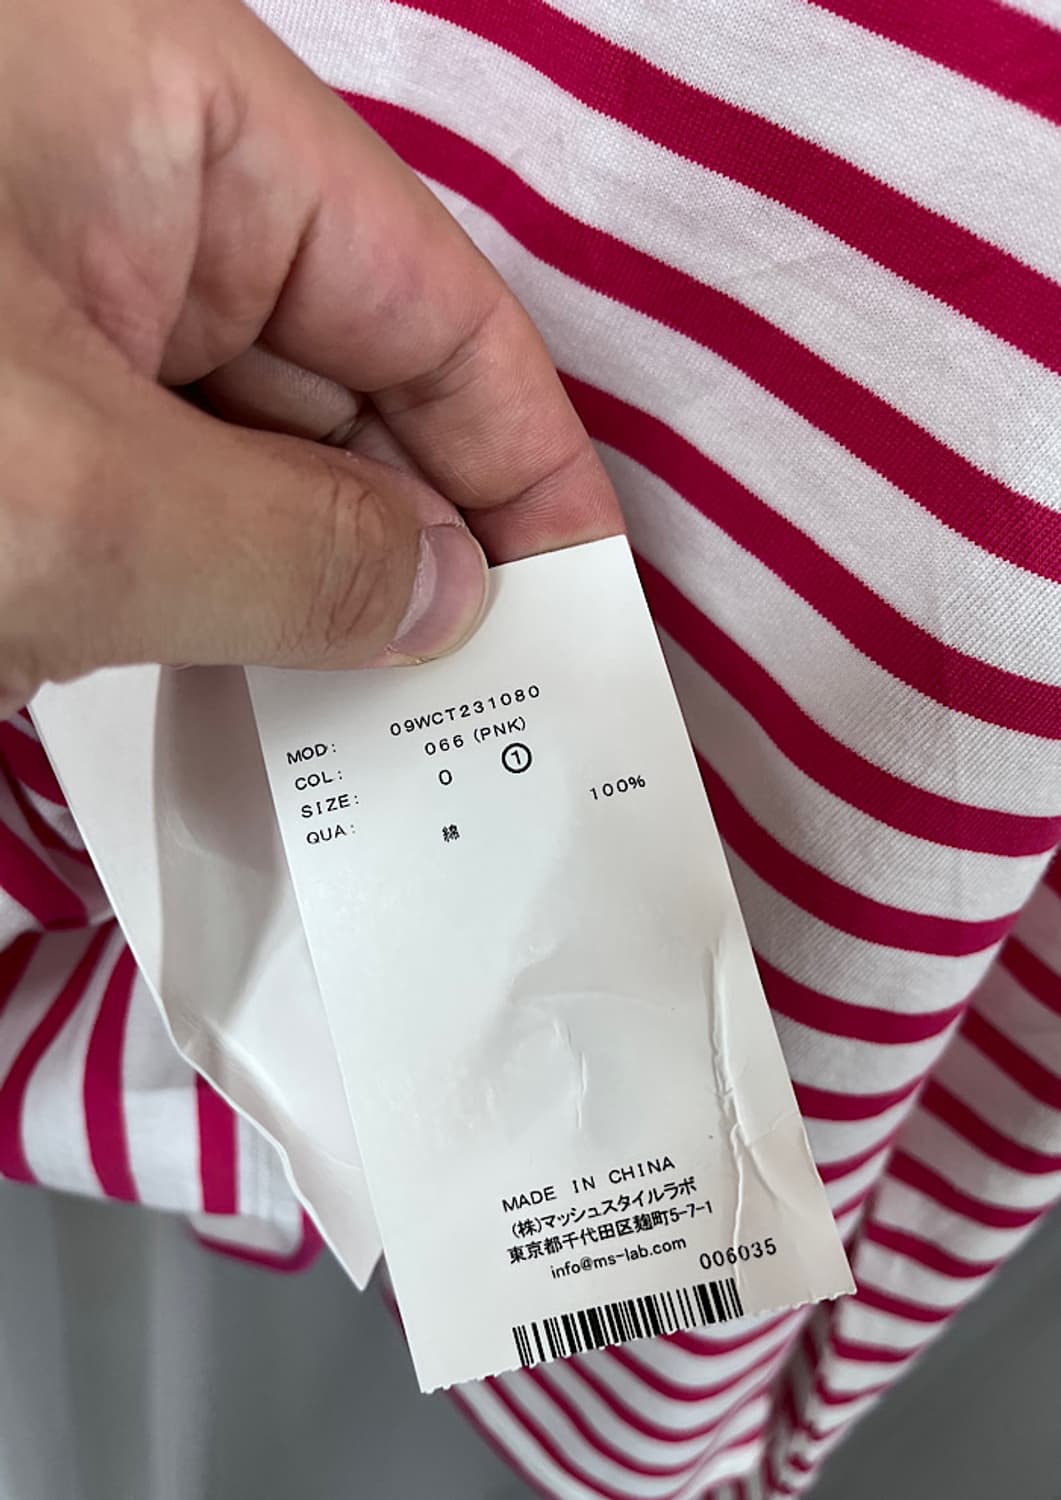 MOD: 09WCT231080
COL: 066 (PNK)
SIZE: 0 ①
QUA: 綿 100%
MADE IN CHINA
(株)マッシュスタイルラボ
東京都千代田区麹町5-7-1
info@ms-lab.com 006035